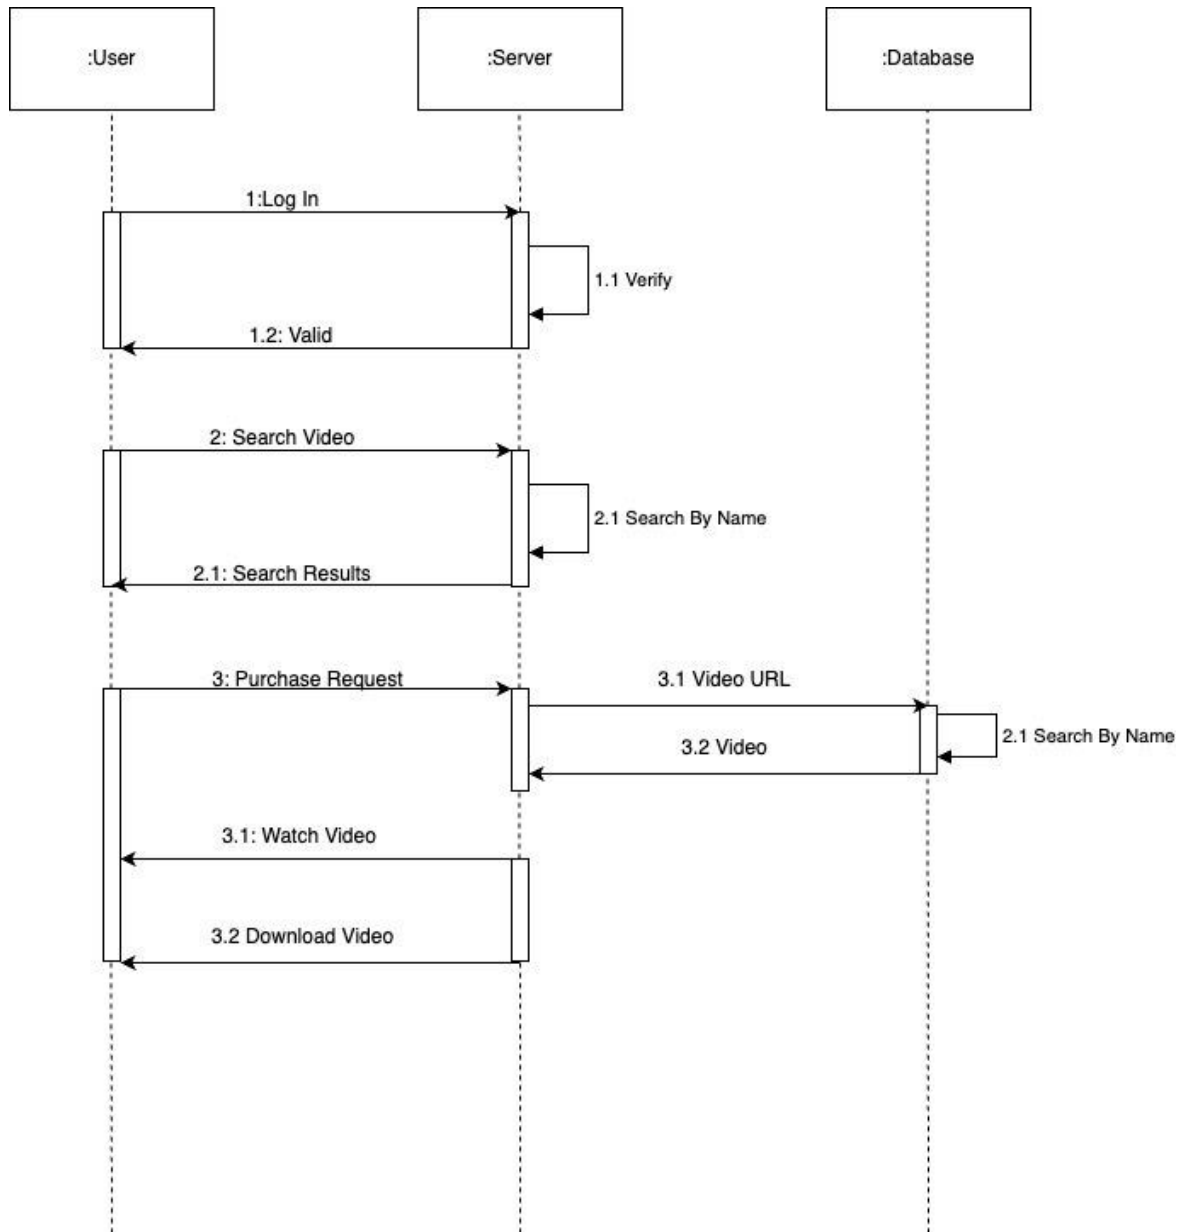 :User
:Server
:Database
1:Log In
1.1 Verify
1.2: Valid
2: Search Video
2.1 Search By Name
2.1: Search Results
3: Purchase Request
3.1 Video URL
2.1 Search By Name
3.2 Video
3.1: Watch Video
3.2 Download Video